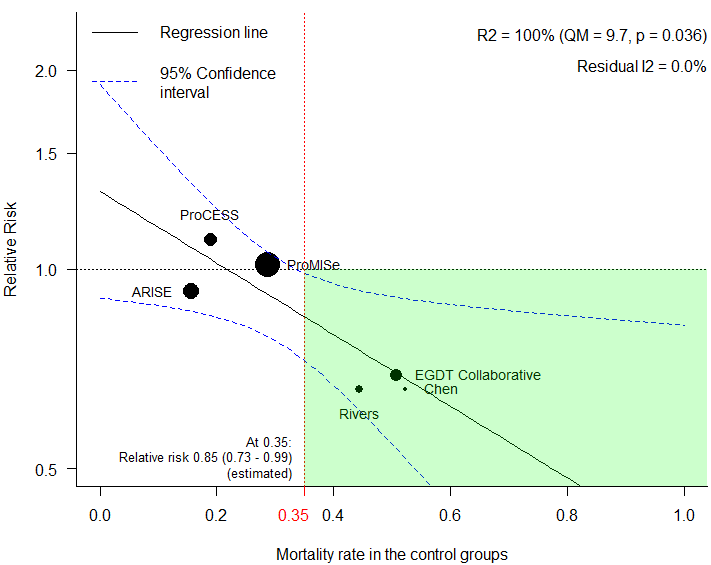 Regression line
95% Confidence
interval
R2 = 100% (QM = 9.7, p = 0.036)
Residual I2 = 0.0%
2.0
1.5
1.0
0.5
Relative Risk
ProCESS
ProMISe
ARISE
EGDT Collaborative
Chen
Rivers
At 0.35:
Relative risk 0.85 (0.73 - 0.99)
(estimated)
0.0 0.2 0.35 0.4 0.6 0.8 1.0
Mortality rate in the control groups